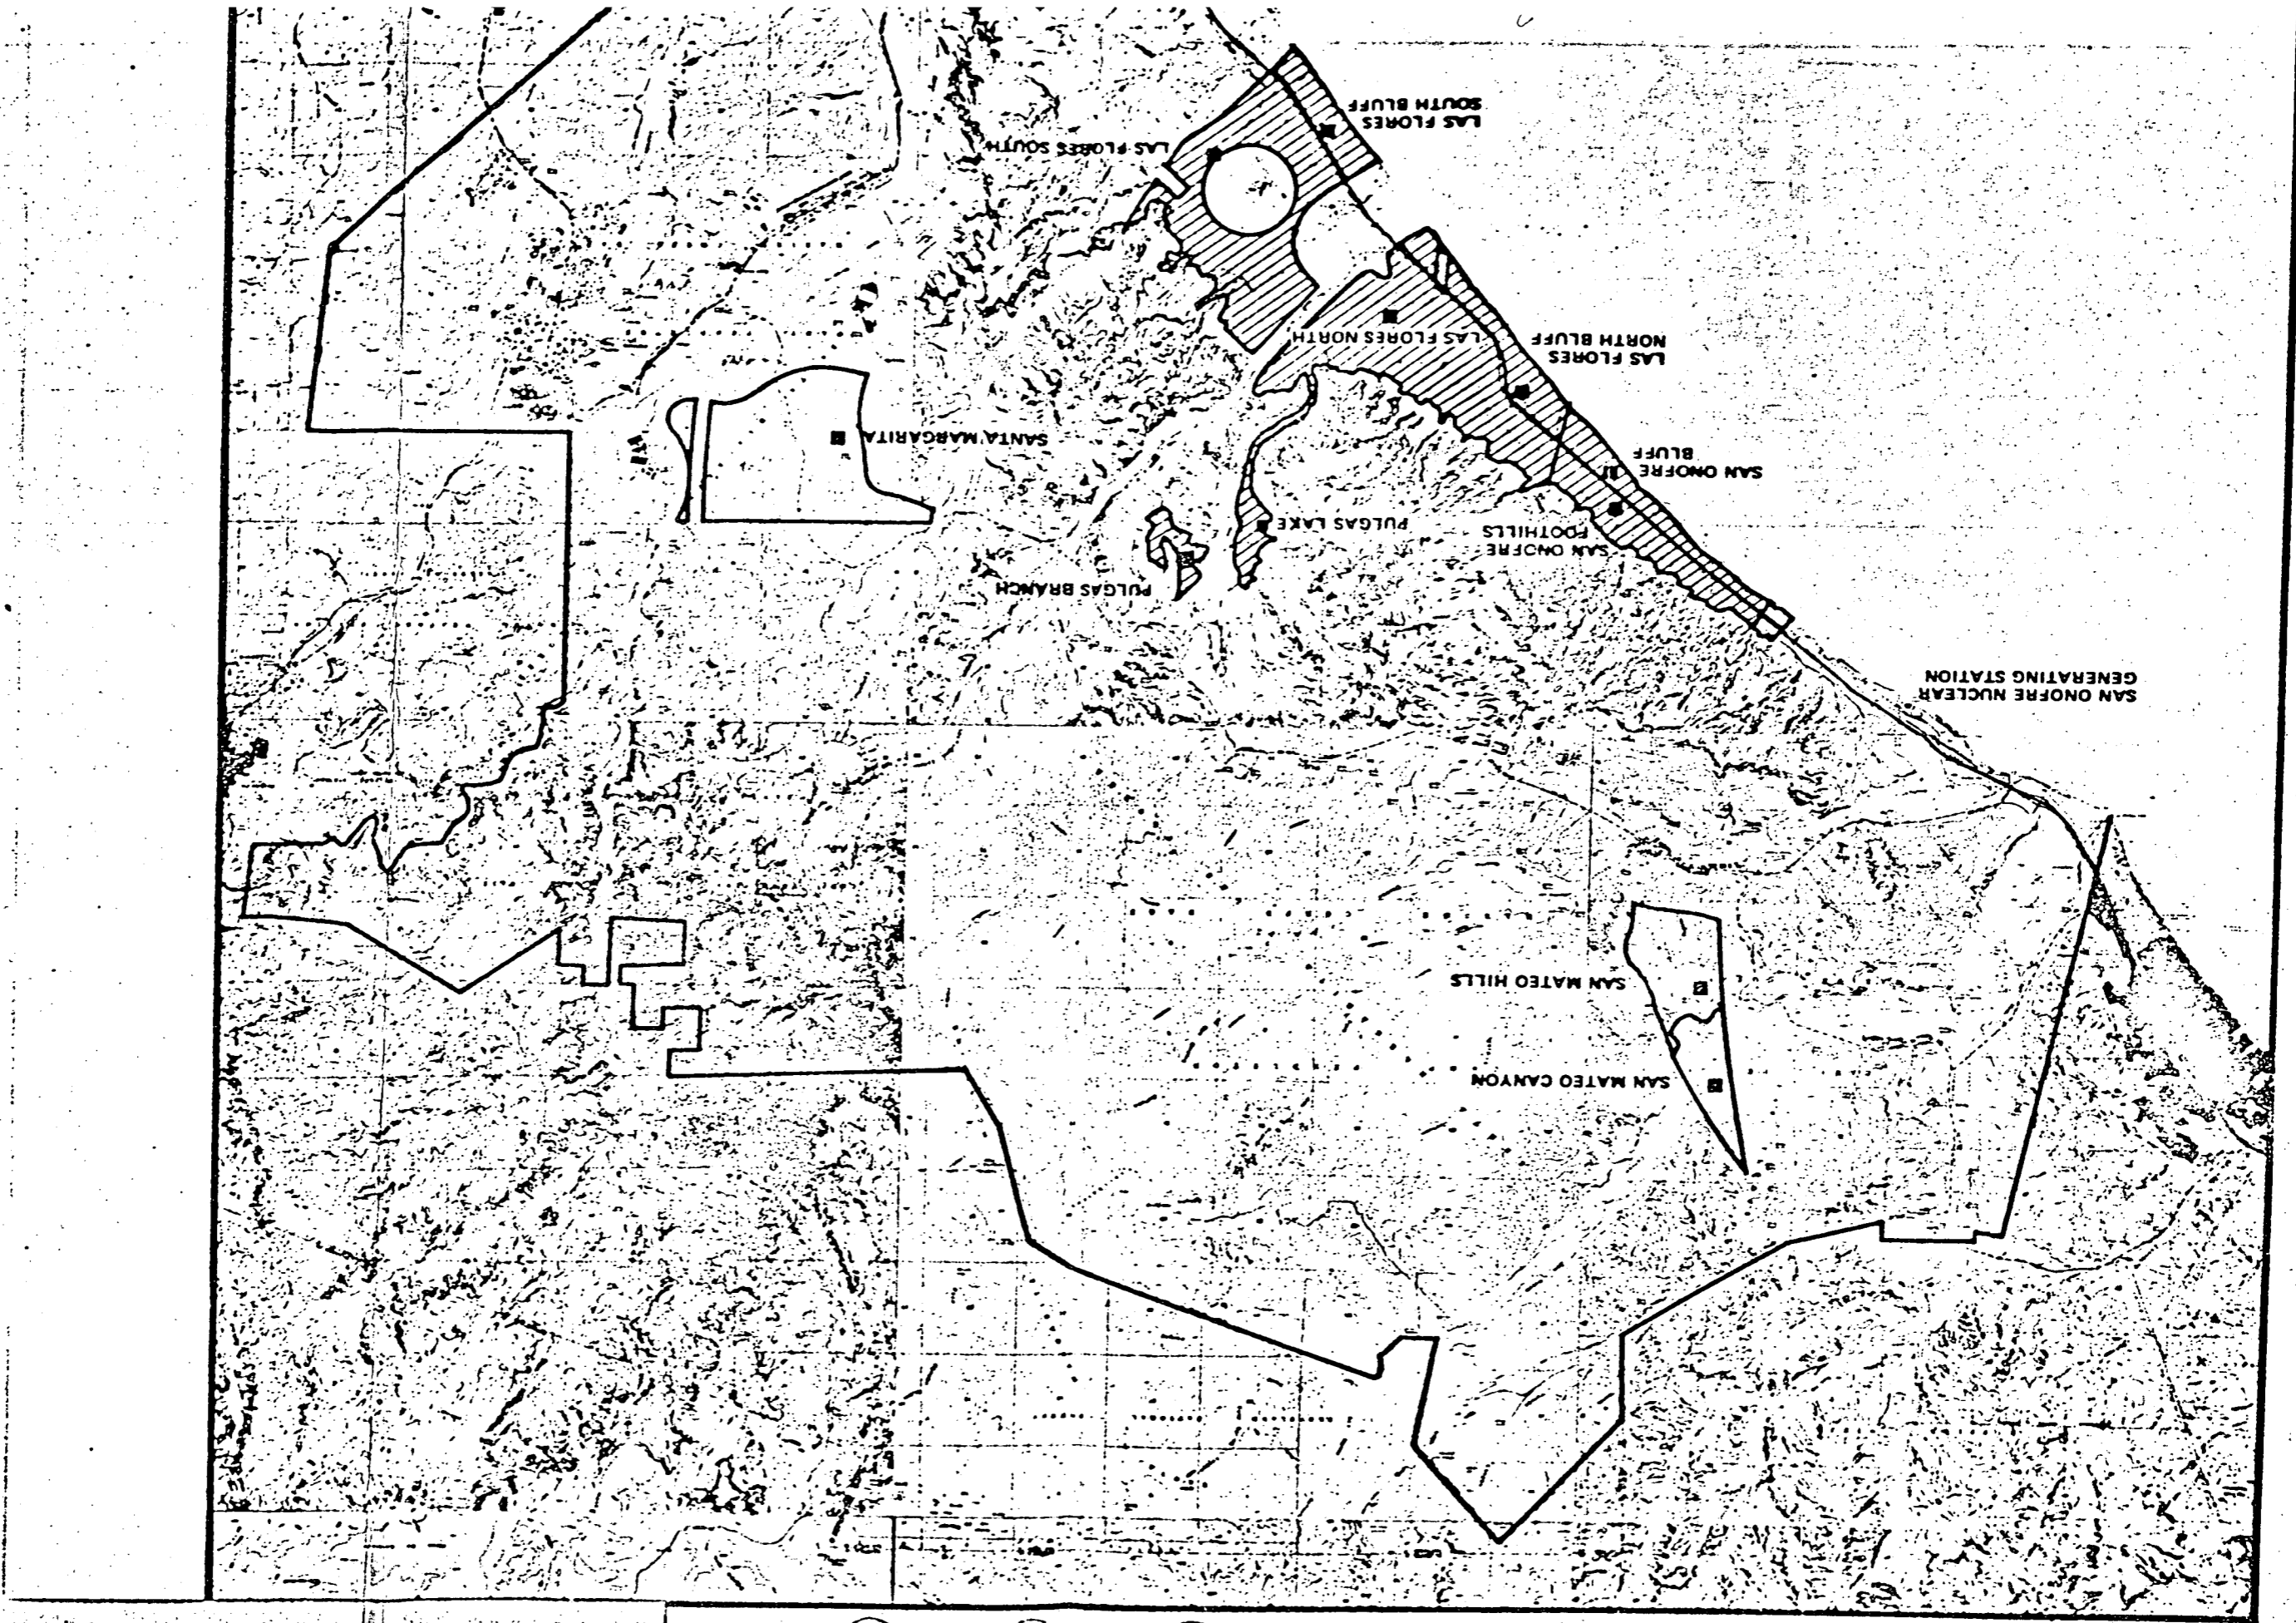 SAN MATEO CANYON
SAN MATEO HILLS
SAN ONOFRE NUCLEAR
GENERATING STATION
PULGAS BRANCH
SAN ONOFRE
FOOTHILLS
PULGAS LAKE
SAN ONOFRE
BLUFF
SANTA MARGARITA
LAS FLORES
NORTH BLUFF
LAS FLORES NORTH
LAS FLORES SOUTH
LAS FLORES
SOUTH BLUFF